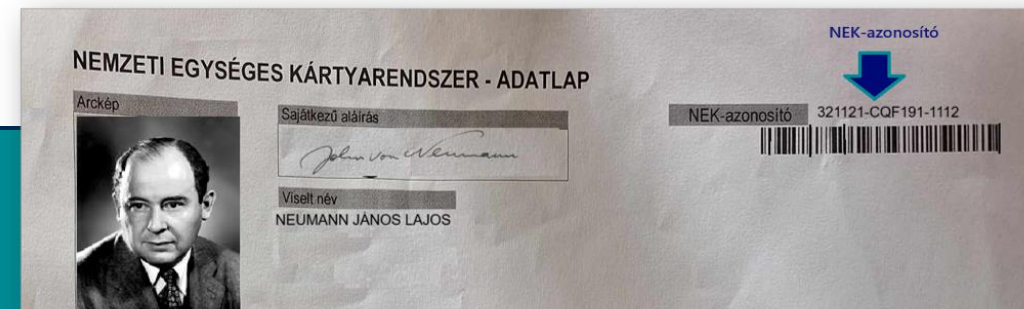 NEK-azonosító
NEMZETI EGYSÉGES KÁRTYARENDSZER - ADATLAP
Arckép
Sajátkezű aláírás
NEK-azonosító 321121-CQF191-1112
John von Neumann
Viselt név
NEUMANN JÁNOS LAJOS